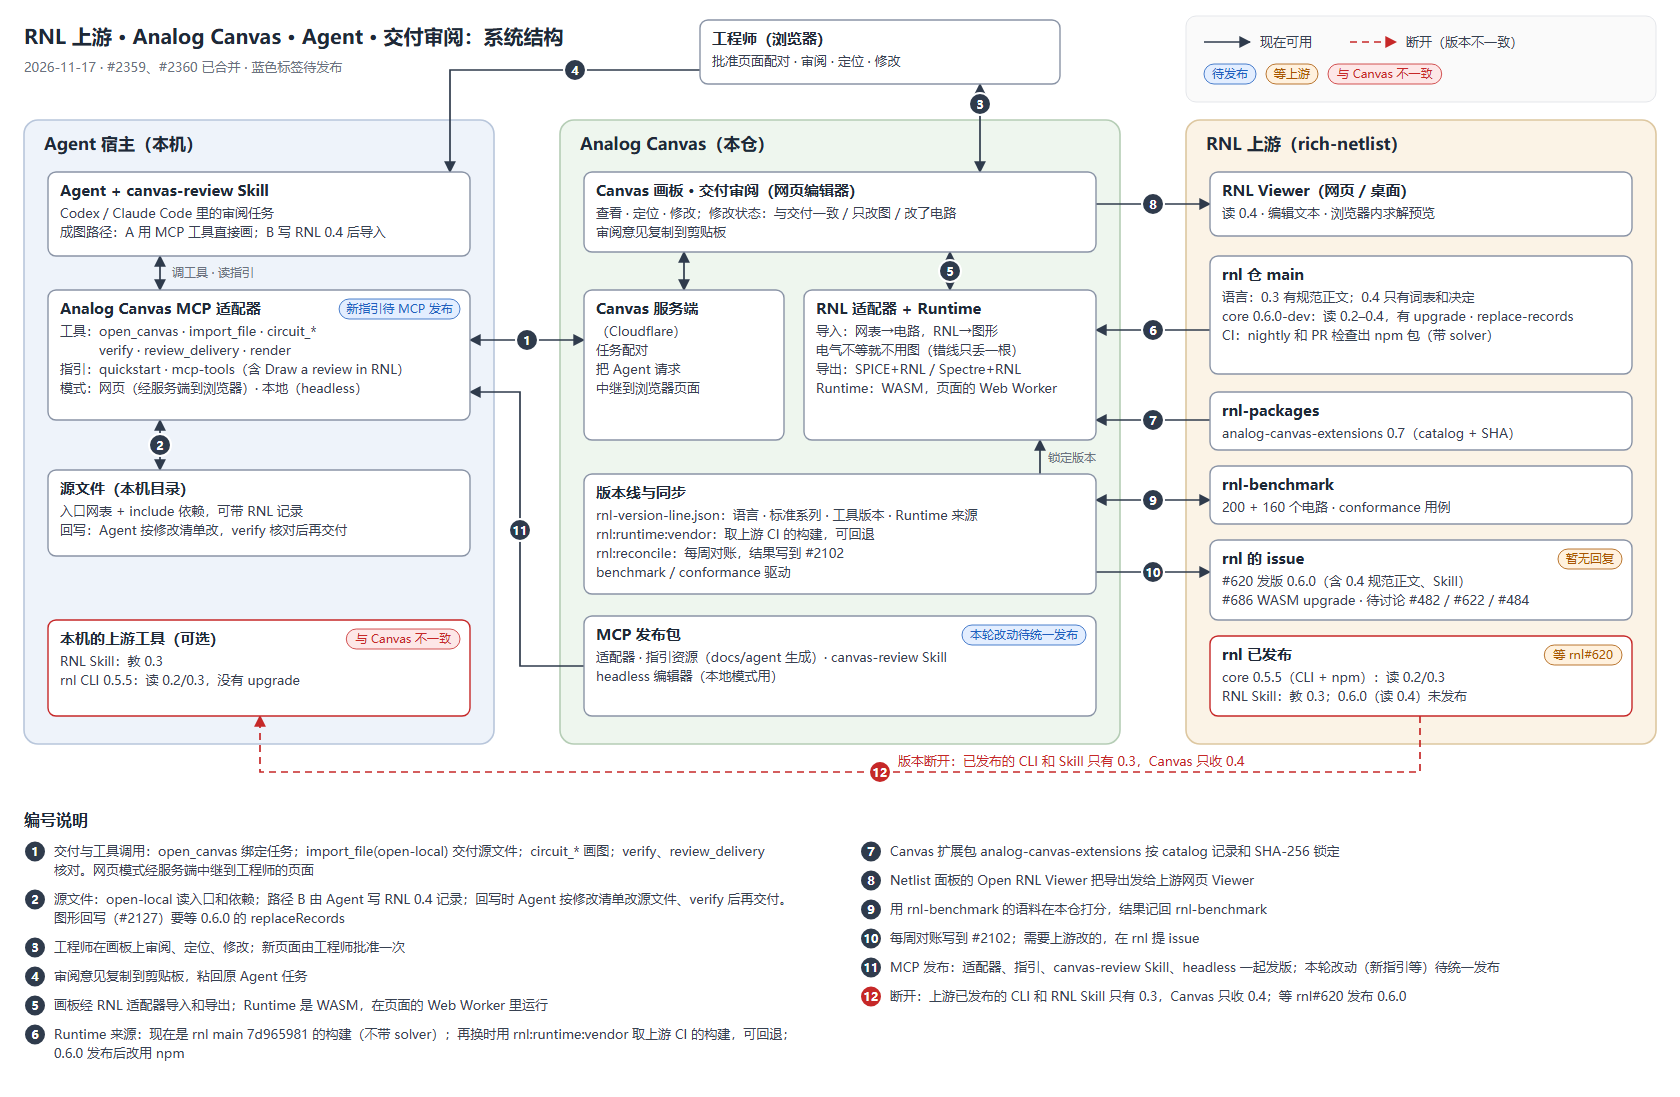 RNL 上游 • Analog Canvas • Agent • 交付审阅：系统结构
2026-11-17 · #2359、#2360 已合并 · 蓝色标签待发布
工程师（浏览器）
批准页面配对 · 审阅 · 定位 · 修改
现在可用
断开（版本不一致）
待发布
等上游
与 Canvas 不一致
4
3
Agent 宿主（本机）
Agent + canvas-review Skill
Codex / Claude Code 里的审阅任务
成图路径：A 用 MCP 工具直接画；B 写 RNL 0.4 后导入
调工具 · 读指引
Analog Canvas MCP 适配器
新指引待 MCP 发布
工具：open_canvas · import_file · circuit_*
verify · review_delivery · render
指引：quickstart · mcp-tools（含 Draw a review in RNL）
模式：网页（经服务端到浏览器）· 本地（headless）
2
源文件（本机目录）
入口网表 + include 依赖，可带 RNL 记录
回写：Agent 按修改清单改，verify 核对后再交付
本机的上游工具（可选）
与 Canvas 不一致
RNL Skill：教 0.3
rnl CLI 0.5.5：读 0.2/0.3，没有 upgrade
1
11
Analog Canvas（本仓）
Canvas 画板 • 交付审阅（网页编辑器）
查看 · 定位 · 修改；修改状态：与交付一致 / 只改图 / 改了电路
审阅意见复制到剪贴板
5
Canvas 服务端
（Cloudflare）
任务配对
把 Agent 请求
中继到浏览器页面
RNL 适配器 + Runtime
导入：网表→电路，RNL→图形
电气不等就不用图（错线只丢一根）
导出：SPICE+RNL / Spectre+RNL
Runtime：WASM，页面的 Web Worker
锁定版本
版本线与同步
rnl-version-line.json：语言 · 标准系列 · 工具版本 · Runtime 来源
rnl:runtime:vendor：取上游 CI 的构建，可回退
rnl:reconcile：每周对账，结果写到 #2102
benchmark / conformance 驱动
MCP 发布包
本轮改动待统一发布
适配器 · 指引资源（docs/agent 生成）· canvas-review Skill
headless 编辑器（本地模式用）
8
6
7
9
10
RNL 上游（rich-netlist）
RNL Viewer（网页 / 桌面）
读 0.4 · 编辑文本 · 浏览器内求解预览
rnl 仓 main
语言：0.3 有规范正文；0.4 只有词表和决定
core 0.6.0-dev：读 0.2–0.4，有 upgrade · replace-records
CI：nightly 和 PR 检查出 npm 包（带 solver）
rnl-packages
analog-canvas-extensions 0.7（catalog + SHA）
rnl-benchmark
200 + 160 个电路 · conformance 用例
rnl 的 issue
暂无回复
#620 发版 0.6.0（含 0.4 规范正文、Skill）
#686 WASM upgrade · 待讨论 #482 / #622 / #484
rnl 已发布
等 rnl#620
core 0.5.5（CLI + npm）：读 0.2/0.3
RNL Skill：教 0.3；0.6.0（读 0.4）未发布
12
版本断开：已发布的 CLI 和 Skill 只有 0.3，Canvas 只收 0.4
编号说明
1 交付与工具调用：open_canvas 绑定任务；import_file(open-local) 交付源文件；circuit_* 画图；verify、review_delivery
核对。网页模式经服务端中继到工程师的页面
2 源文件：open-local 读入口和依赖；路径 B 由 Agent 写 RNL 0.4 记录；回写时 Agent 按修改清单改源文件、verify 后再交付。
图形回写（#2127）要等 0.6.0 的 replaceRecords
3 工程师在画板上审阅、定位、修改；新页面由工程师批准一次
4 审阅意见复制到剪贴板，粘回原 Agent 任务
5 画板经 RNL 适配器导入和导出；Runtime 是 WASM，在页面的 Web Worker 里运行
6 Runtime 来源：现在是 rnl main 7d965981 的构建（不带 solver）；再换时用 rnl:runtime:vendor 取上游 CI 的构建，可回退；
0.6.0 发布后改用 npm
7 Canvas 扩展包 analog-canvas-extensions 按 catalog 记录和 SHA-256 锁定
8 Netlist 面板的 Open RNL Viewer 把导出发给上游网页 Viewer
9 用 rnl-benchmark 的语料在本仓打分，结果记回 rnl-benchmark
10 每周对账写到 #2102；需要上游改的，在 rnl 提 issue
11 MCP 发布：适配器、指引、canvas-review Skill、headless 一起发版；本轮改动（新指引等）待统一发布
12 断开：上游已发布的 CLI 和 RNL Skill 只有 0.3，Canvas 只收 0.4；等 rnl#620 发布 0.6.0